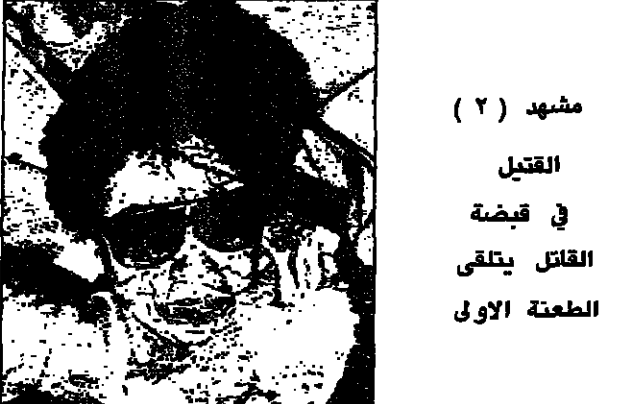 مشهد ( ٢ )
القتيل
في قبضة
القاتل يتلقى
الطعنة الاولى